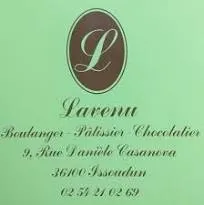 L
Lavenu
Boulanger - Pâtissier - Chocolatier
9, Rue Danièle Casanova
36100 Issoudun
02 54 21 02 69